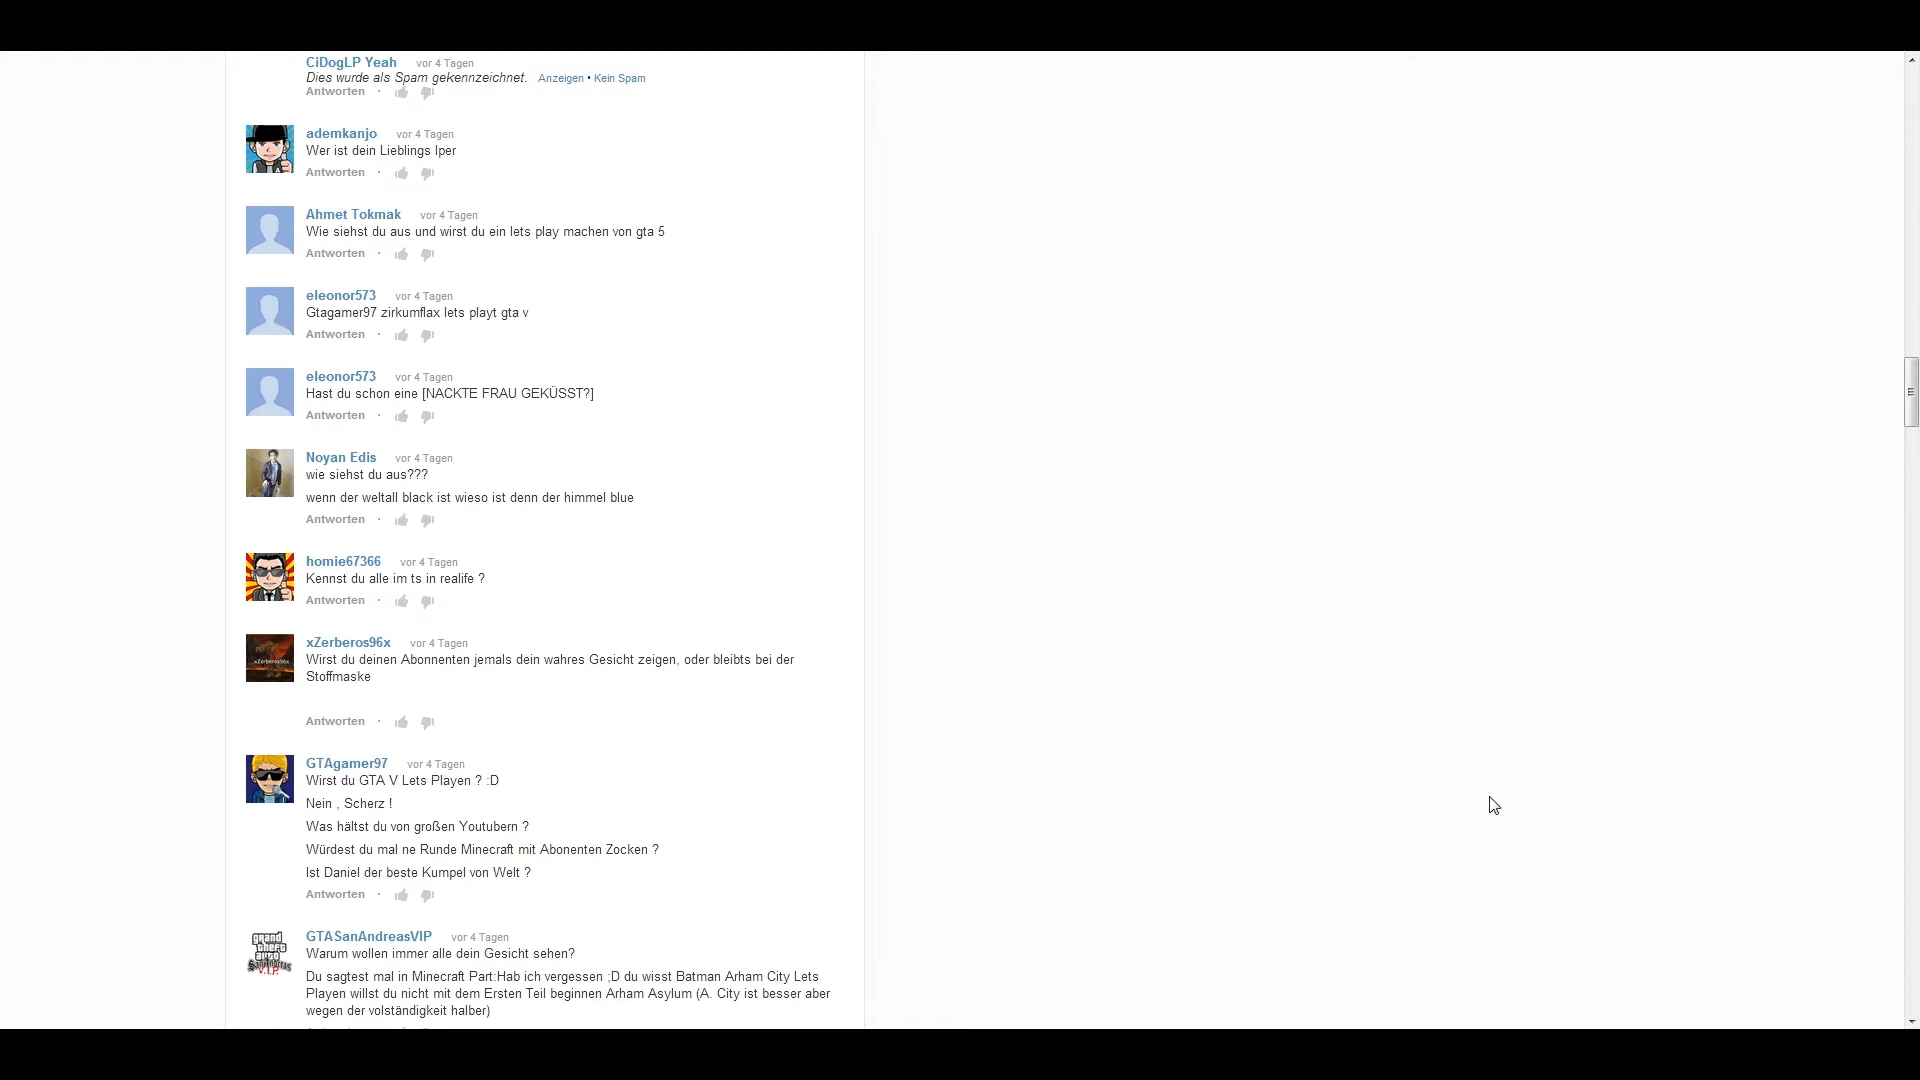 CiDogLP Yeah vor 4 Tagen
Dies wurde als Spam gekennzeichnet. Anzeigen • Kein Spam
Antworten ·
ademkanjo vor 4 Tagen
Wer ist dein Lieblings lper
Antworten ·
Ahmet Tokmak vor 4 Tagen
Wie siehst du aus und wirst du ein lets play machen von gta 5
Antworten ·
eleonor573 vor 4 Tagen
Gtagamer97 zirkumflax lets playt gta v
Antworten ·
eleonor573 vor 4 Tagen
Hast du schon eine [NACKTE FRAU GEKÜSST?]
Antworten ·
Noyan Edis vor 4 Tagen
wie siehst du aus???
wenn der weltall black ist wieso ist denn der himmel blue
Antworten ·
homie67366 vor 4 Tagen
Kennst du alle im ts in realife ?
Antworten ·
xZerberos96x vor 4 Tagen
xZerberos96x
Wirst du deinen Abonnenten jemals dein wahres Gesicht zeigen, oder bleibts bei der
Stoffmaske
Antworten ·
GTAgamer97 vor 4 Tagen
Wirst du GTA V Lets Playen ? :D
Nein , Scherz !
Was hältst du von großen Youtubern ?
Würdest du mal ne Runde Minecraft mit Abonenten Zocken ?
Ist Daniel der beste Kumpel von Welt ?
Antworten ·
grand theft auto SanAndreas V.I.P.
GTASanAndreasVIP vor 4 Tagen
Warum wollen immer alle dein Gesicht sehen?
Du sagtest mal in Minecraft Part:Hab ich vergessen ;D du wisst Batman Arham City Lets
Playen willst du nicht mit dem Ersten Teil beginnen Arham Asylum (A. City ist besser aber
wegen der volständigkeit halber)